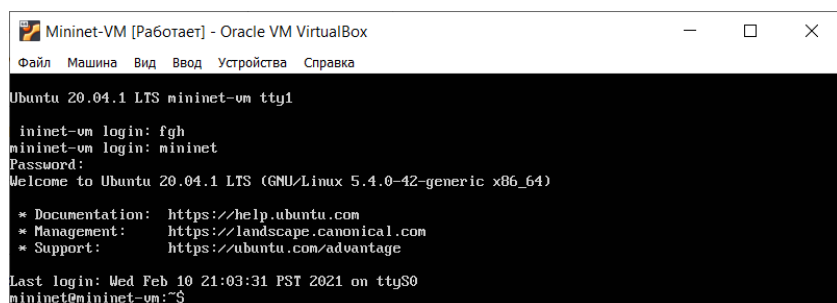 Mininet-VM [Работает] - Oracle VM VirtualBox
Файл Машина Вид Ввод Устройства Справка
Ubuntu 20.04.1 LTS mininet-vm tty1
ininet-vm login: fgh
mininet-vm login: mininet
Password:
Welcome to Ubuntu 20.04.1 LTS (GNU/Linux 5.4.0-42-generic x86_64)
* Documentation: https://help.ubuntu.com
* Management: https://landscape.canonical.com
* Support: https://ubuntu.com/advantage
Last login: Wed Feb 10 21:03:31 PST 2021 on ttyS0
mininet@mininet-vm:~$